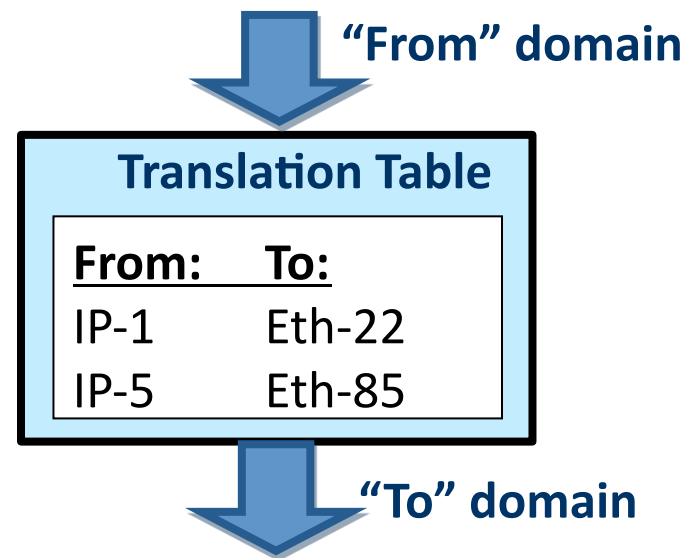 “From” domain
Translation Table
From: To:
IP-1 Eth-22
IP-5 Eth-85
“To” domain